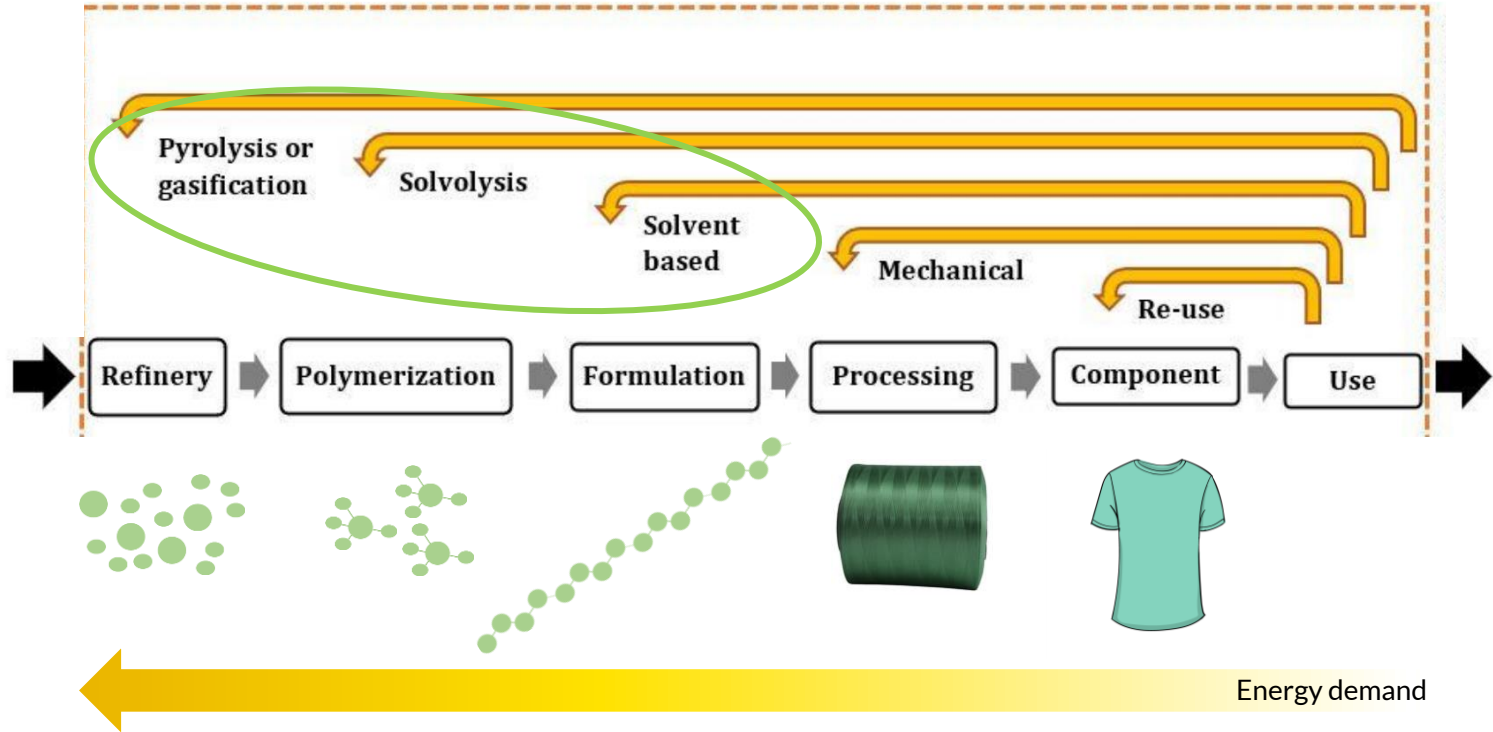 Pyrolysis or
gasification
Solvolysis
Solvent
based
Mechanical
Re-use
Refinery
Polymerization
Formulation
Processing
Component
Use
Energy demand